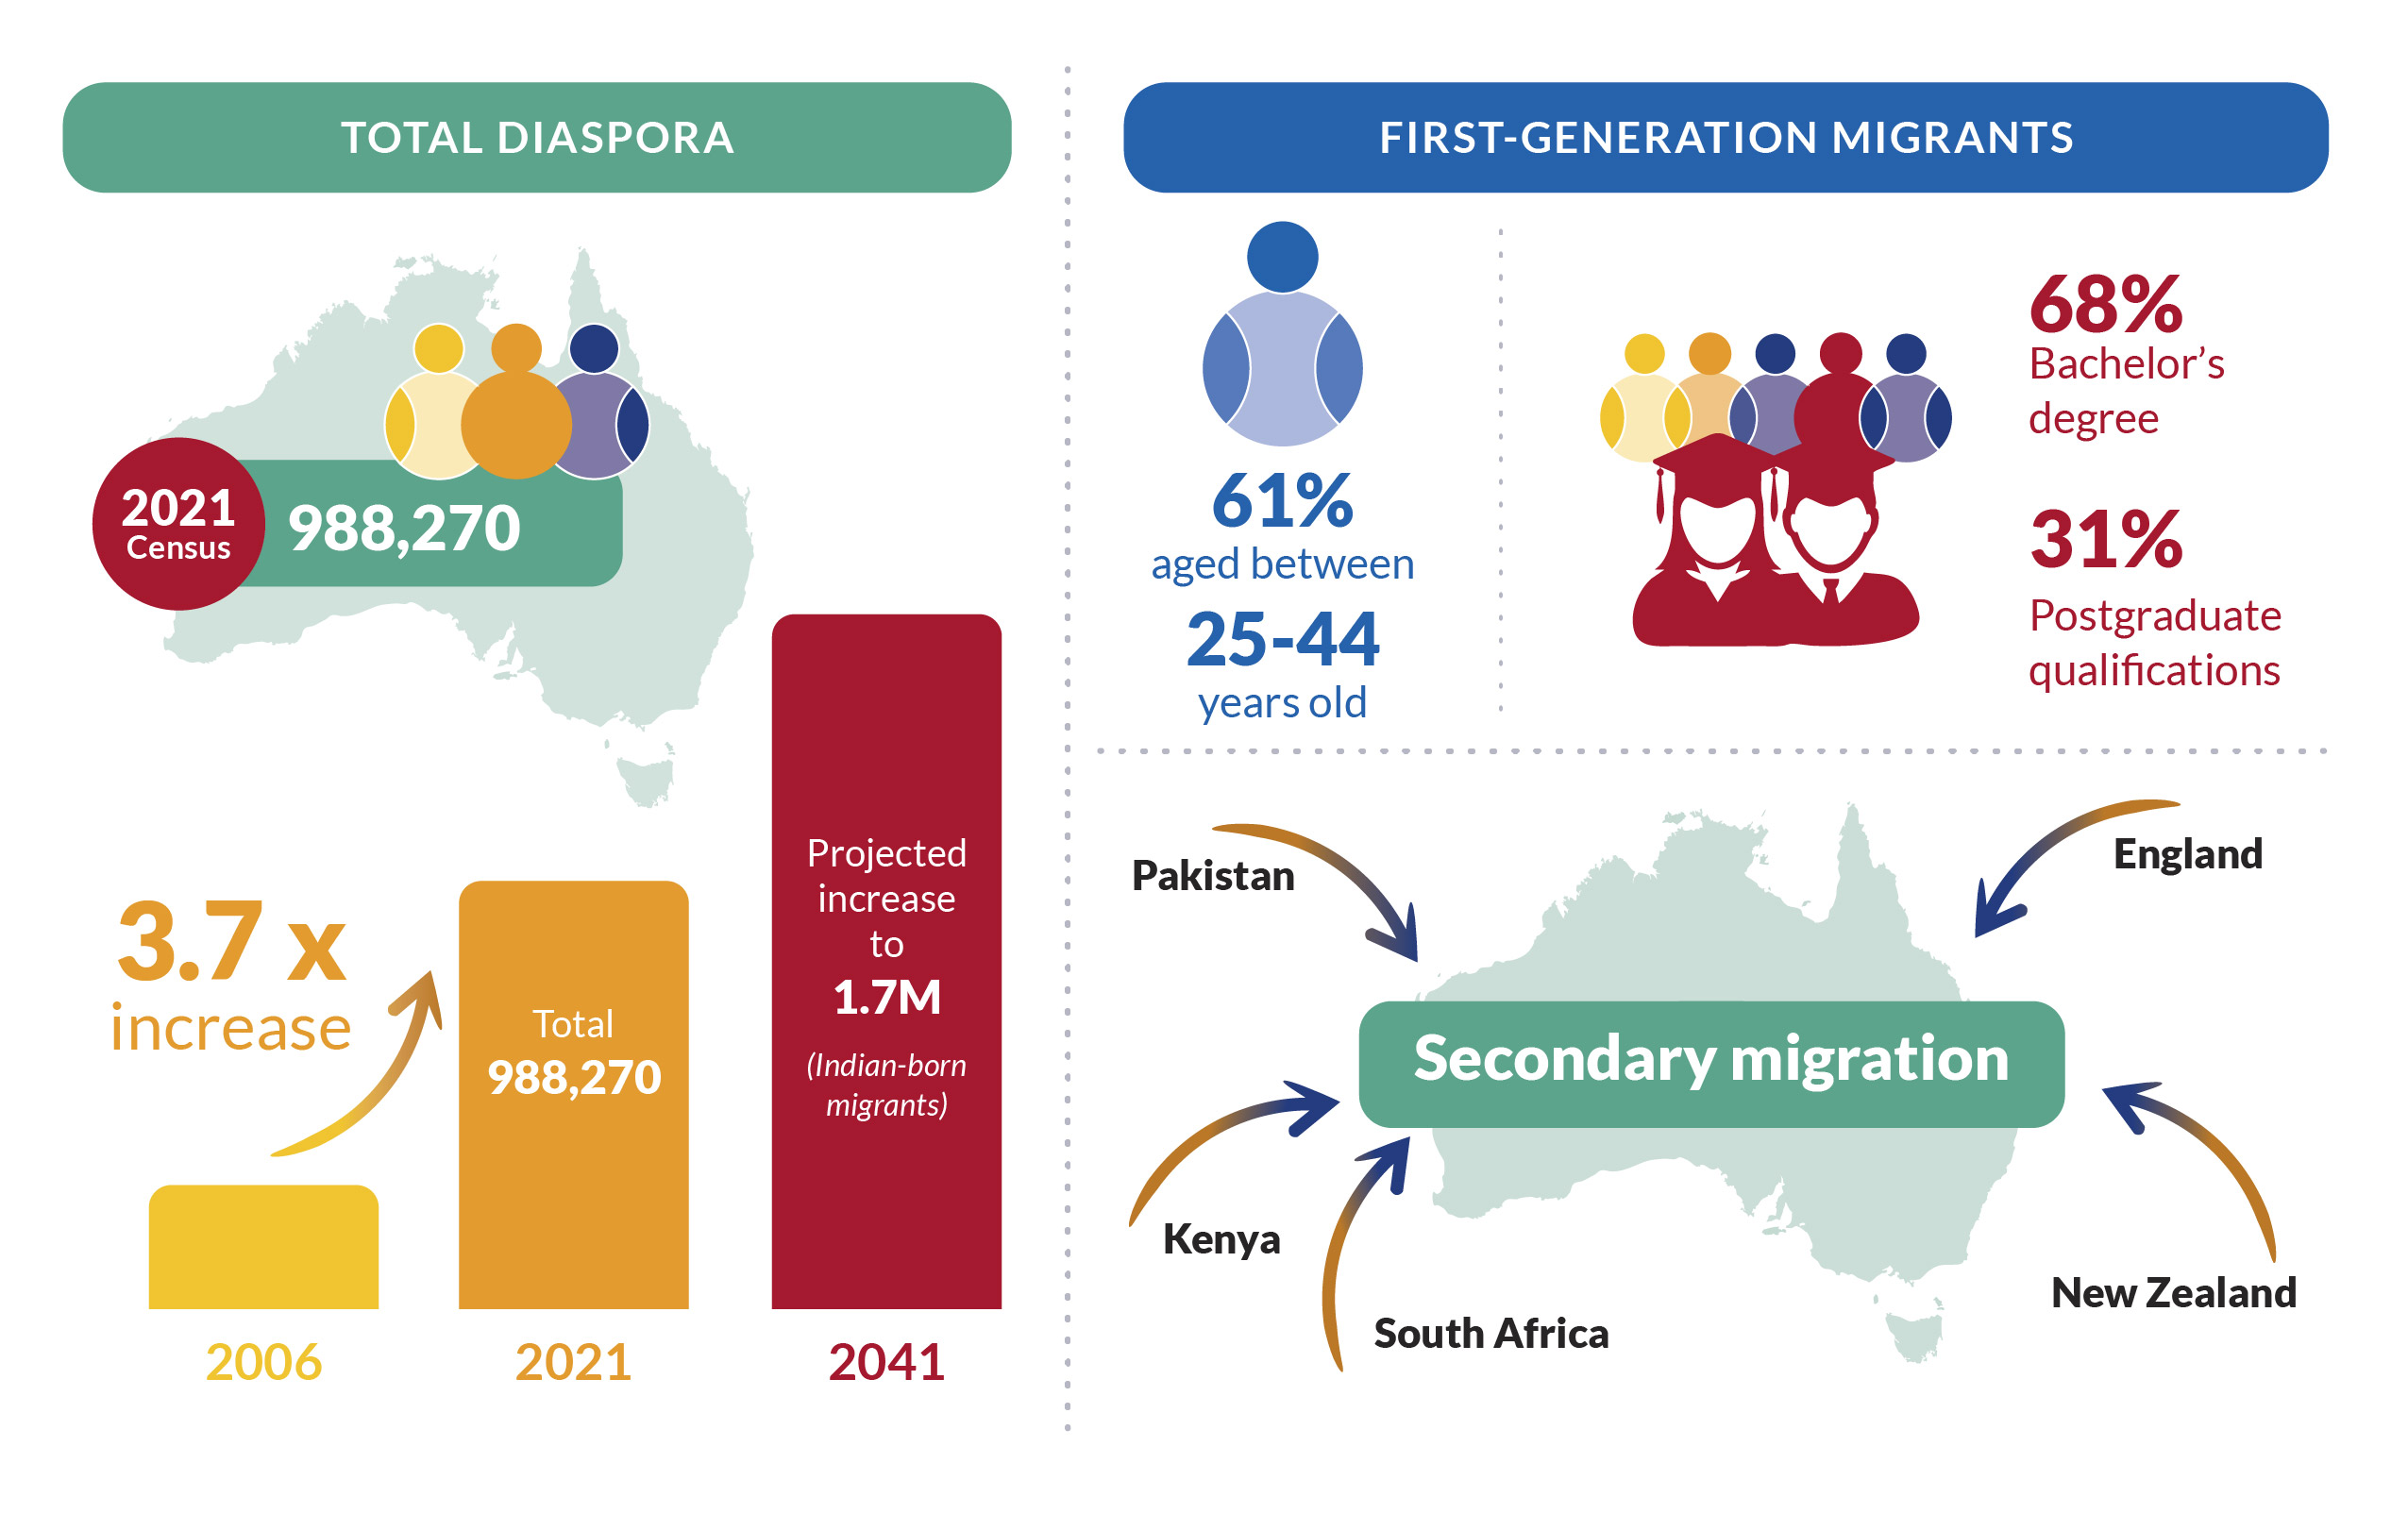 TOTAL DIASPORA
2021
Census
988,270
3.7 x
increase
Total
988,270
Projected
increase
to
1.7M
(Indian-born
migrants)
2006
2021
2041
FIRST-GENERATION MIGRANTS
61%
aged between
25-44
years old
68%
Bachelor’s
degree
31%
Postgraduate
qualifications
Pakistan
England
Secondary migration
Kenya
South Africa
New Zealand